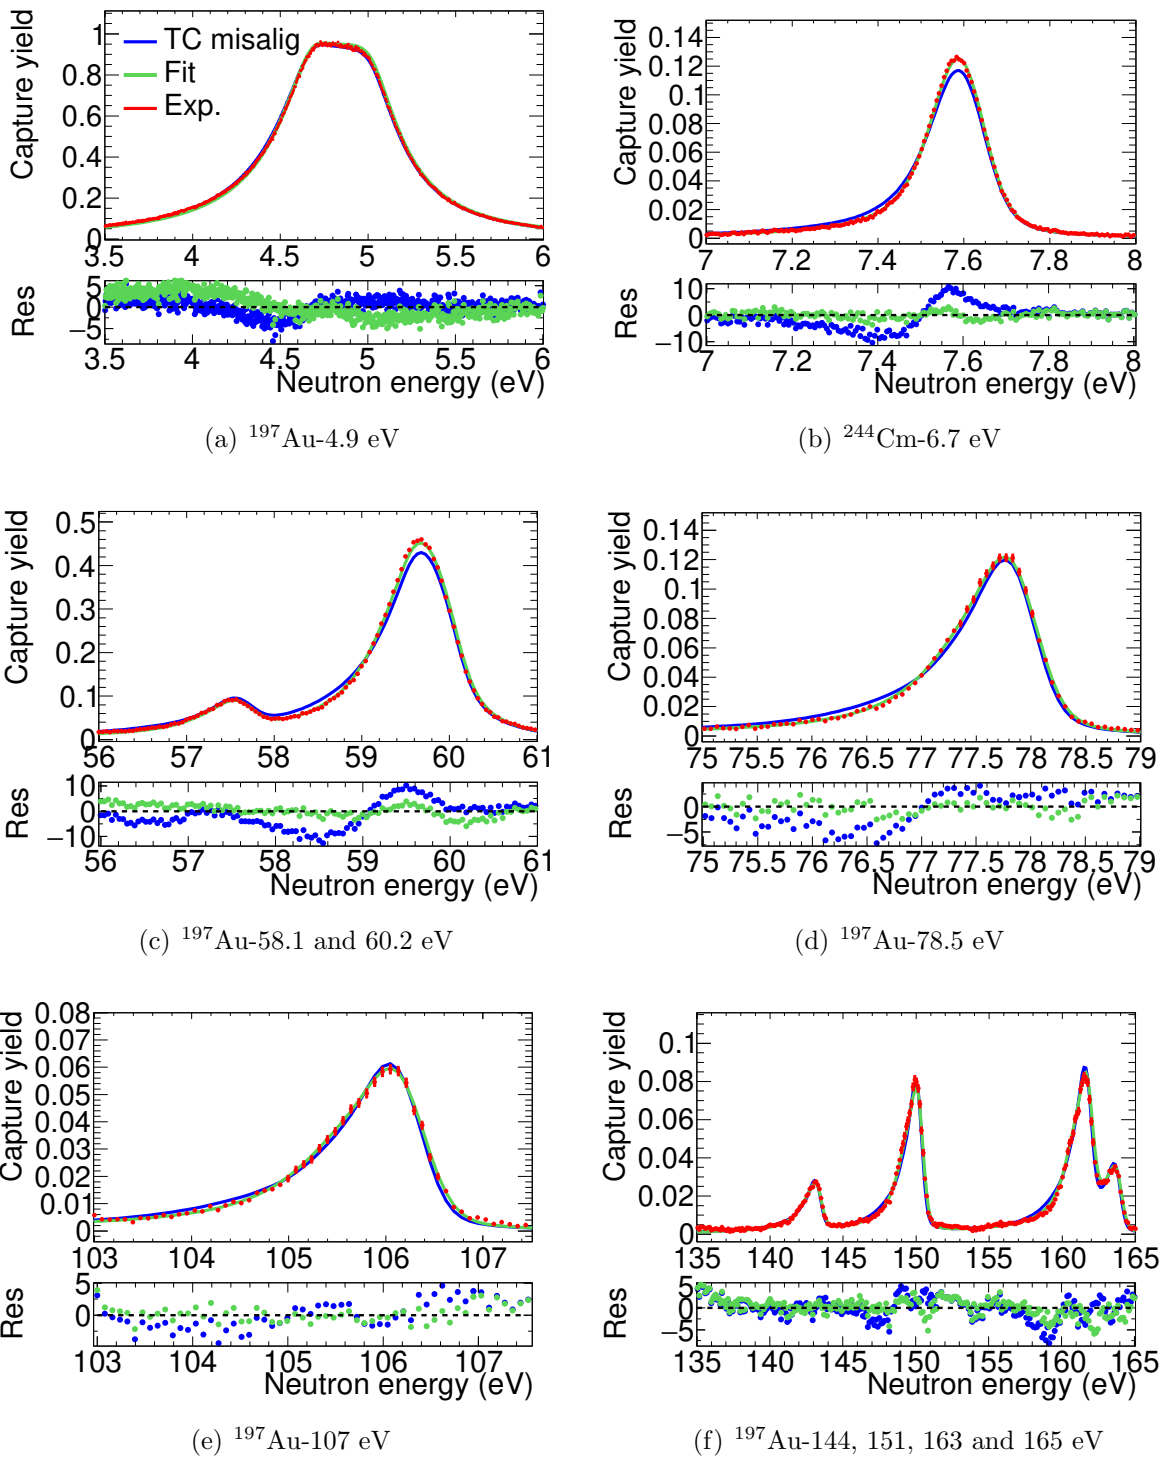 Capture yield
1
0.8
0.6
0.4
0.2
0
TC misalig
Fit
Exp.
3.5 4 4.5 5 5.5 6
Res
5
0
−5
3.5 4 4.5 5 5.5 6
Neutron energy (eV)
(a) ¹⁹⁷Au-4.9 eV
Capture yield
0.14
0.12
0.1
0.08
0.06
0.04
0.02
0
7 7.2 7.4 7.6 7.8 8
Res
10
0
−10
7 7.2 7.4 7.6 7.8 8
Neutron energy (eV)
(b) ²⁴⁴Cm-6.7 eV
Capture yield
0.5
0.4
0.3
0.2
0.1
0
56 57 58 59 60 61
Res
10
0
−10
56 57 58 59 60 61
Neutron energy (eV)
(c) ¹⁹⁷Au-58.1 and 60.2 eV
Capture yield
0.14
0.12
0.1
0.08
0.06
0.04
0.02
0
75 75.5 76 76.5 77 77.5 78 78.5 79
Res
0
−5
75 75.5 76 76.5 77 77.5 78 78.5 79
Neutron energy (eV)
(d) ¹⁹⁷Au-78.5 eV
Capture yield
0.08
0.07
0.06
0.05
0.04
0.03
0.02
0.01
0
103 104 105 106 107
Res
5
0
103 104 105 106 107
Neutron energy (eV)
(e) ¹⁹⁷Au-107 eV
Capture yield
0.1
0.08
0.06
0.04
0.02
0
135 140 145 150 155 160 165
Res
5
0
−5
135 140 145 150 155 160 165
Neutron energy (eV)
(f) ¹⁹⁷Au-144, 151, 163 and 165 eV